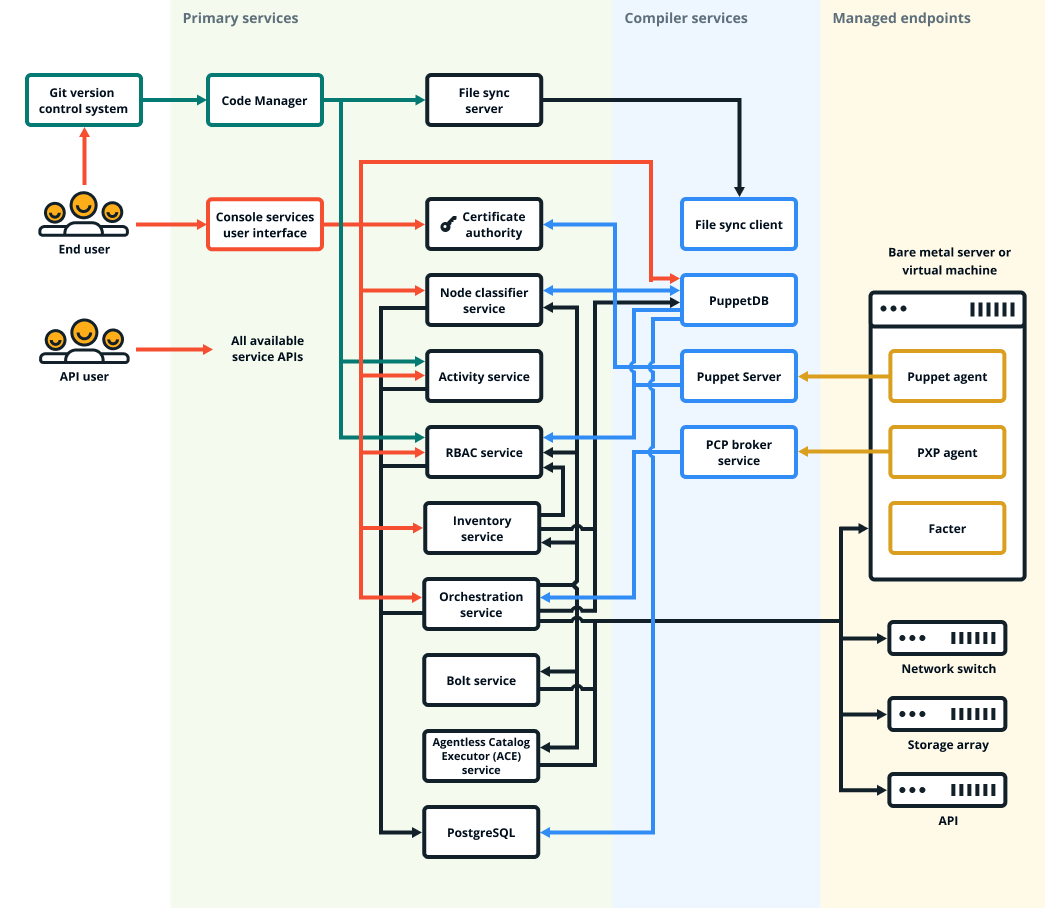 Primary services
Compiler services
Managed endpoints
Git version
control system
Code Manager
File sync
server
End user
Console services
user interface
Certificate
authority
File sync client
Bare metal server or
virtual machine
Node classifier
service
PuppetDB
API user
All available
service APIs
Activity service
Puppet Server
Puppet agent
RBAC service
PCP broker
service
PXP agent
Inventory
service
Facter
Orchestration
service
Network switch
Bolt service
Agentless Catalog
Executor (ACE)
service
Storage array
PostgreSQL
API